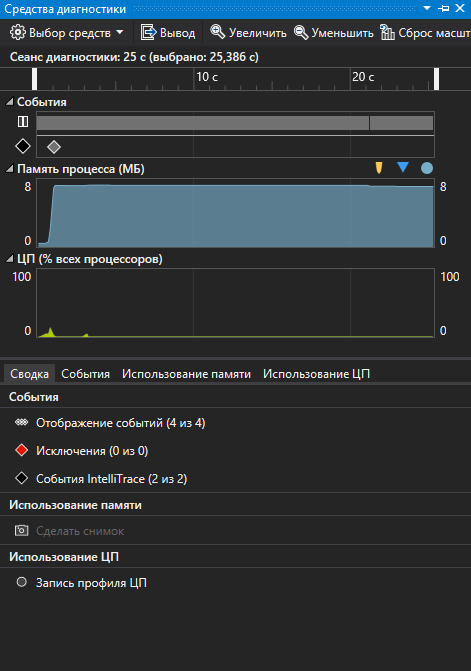 Средства диагностики
Выбор средств Вывод Увеличить Уменьшить Сброс масшт
Сеанс диагностики: 25 с (выбрано: 25,386 с)
10 с 20 с
События
Память процесса (МБ)
8 8
0 0
ЦП (% всех процессоров)
100 100
0 0
Сводка События Использование памяти Использование ЦП
События
Отображение событий (4 из 4)
Исключения (0 из 0)
События IntelliTrace (2 из 2)
Использование памяти
Сделать снимок
Использование ЦП
Запись профиля ЦП